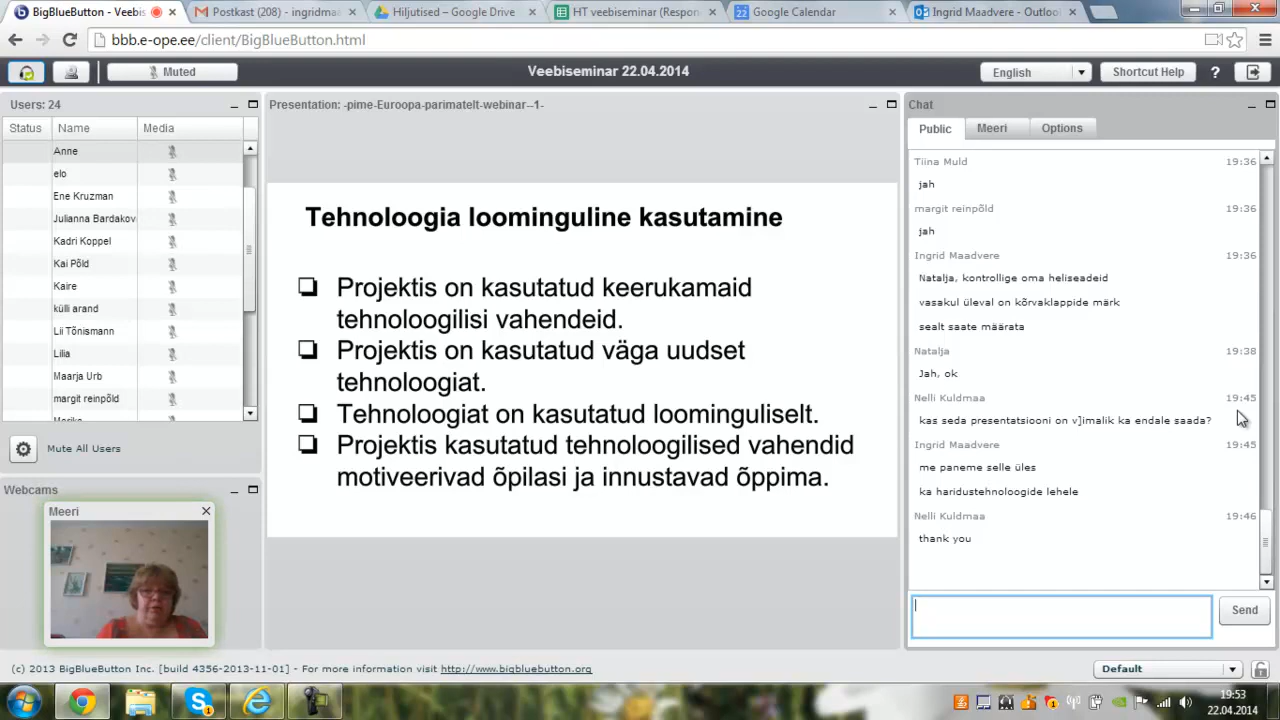 BigBlueButton - Veebis
Postkast (208) - ingridma
Hiljutised – Google Drive
HT veebiseminar (Respon
Google Calendar
Ingrid Maadvere - Outloo
bbb.e-ope.ee/client/BigBlueButton.html
Muted
Veebiseminar 22.04.2014
English
Shortcut Help
?
Users: 24
Status Name Media
Anne
elo
Ene Kruzman
Julianna Bardakov
Kadri Koppel
Kai Põld
Kaire
külli arand
Lii Tõnismann
Lilia
Maarja Urb
margit reinpõld
Mute All Users
Webcams
Meeri
Presentation: -pime-Euroopa-parimatelt-webinar--1-
Tehnoloogia loominguline kasutamine
❏ Projektis on kasutatud keerukamaid
tehnoloogilisi vahendeid.
❏ Projektis on kasutatud väga uudset
tehnoloogiat.
❏ Tehnoloogiat on kasutatud loominguliselt.
❏ Projektis kasutatud tehnoloogilised vahendid
motiveerivad õpilasi ja innustavad õppima.
Chat
Public Meeri Options
Tiina Muld 19:36
jah
margit reinpõld 19:36
jah
Ingrid Maadvere 19:36
Natalja, kontrollige oma heliseadeid
vasakul üleval on kõrvaklappide märk
sealt saate määrata
Natalja 19:38
Jah, ok
Nelli Kuldmaa 19:45
kas seda presentatsiooni on v]imalik ka endale saada?
Ingrid Maadvere 19:45
me paneme selle üles
ka haridustehnoloogide lehele
Nelli Kuldmaa 19:46
thank you
Send
(c) 2013 BigBlueButton Inc. [build 4356-2013-11-01] - For more information visit http://www.bigbluebutton.org
Default
19:53
22.04.2014